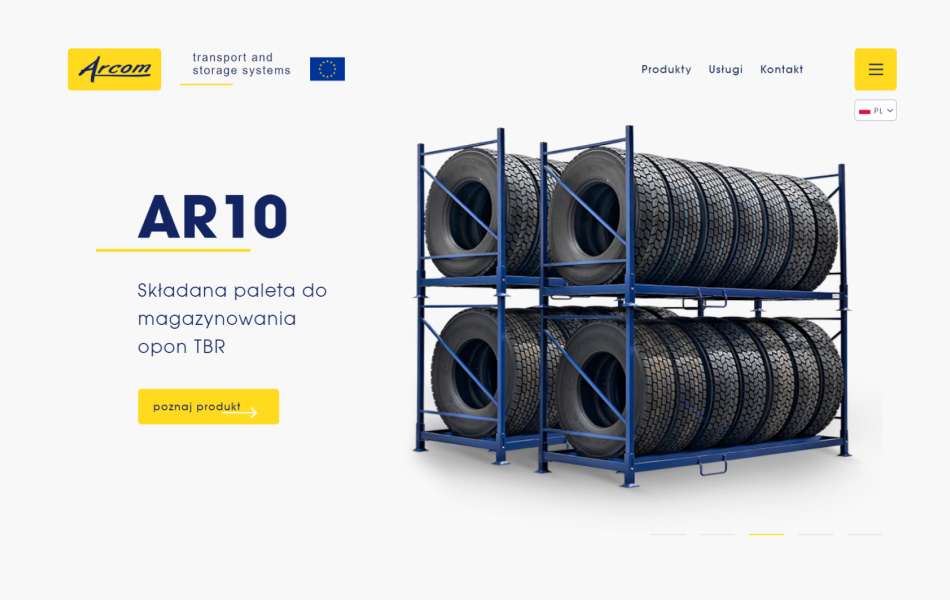 Arcom
transport and
storage systems
Produkty Usługi Kontakt
PL
AR10
Składana paleta do
magazynowania
opon TBR
poznaj produkt